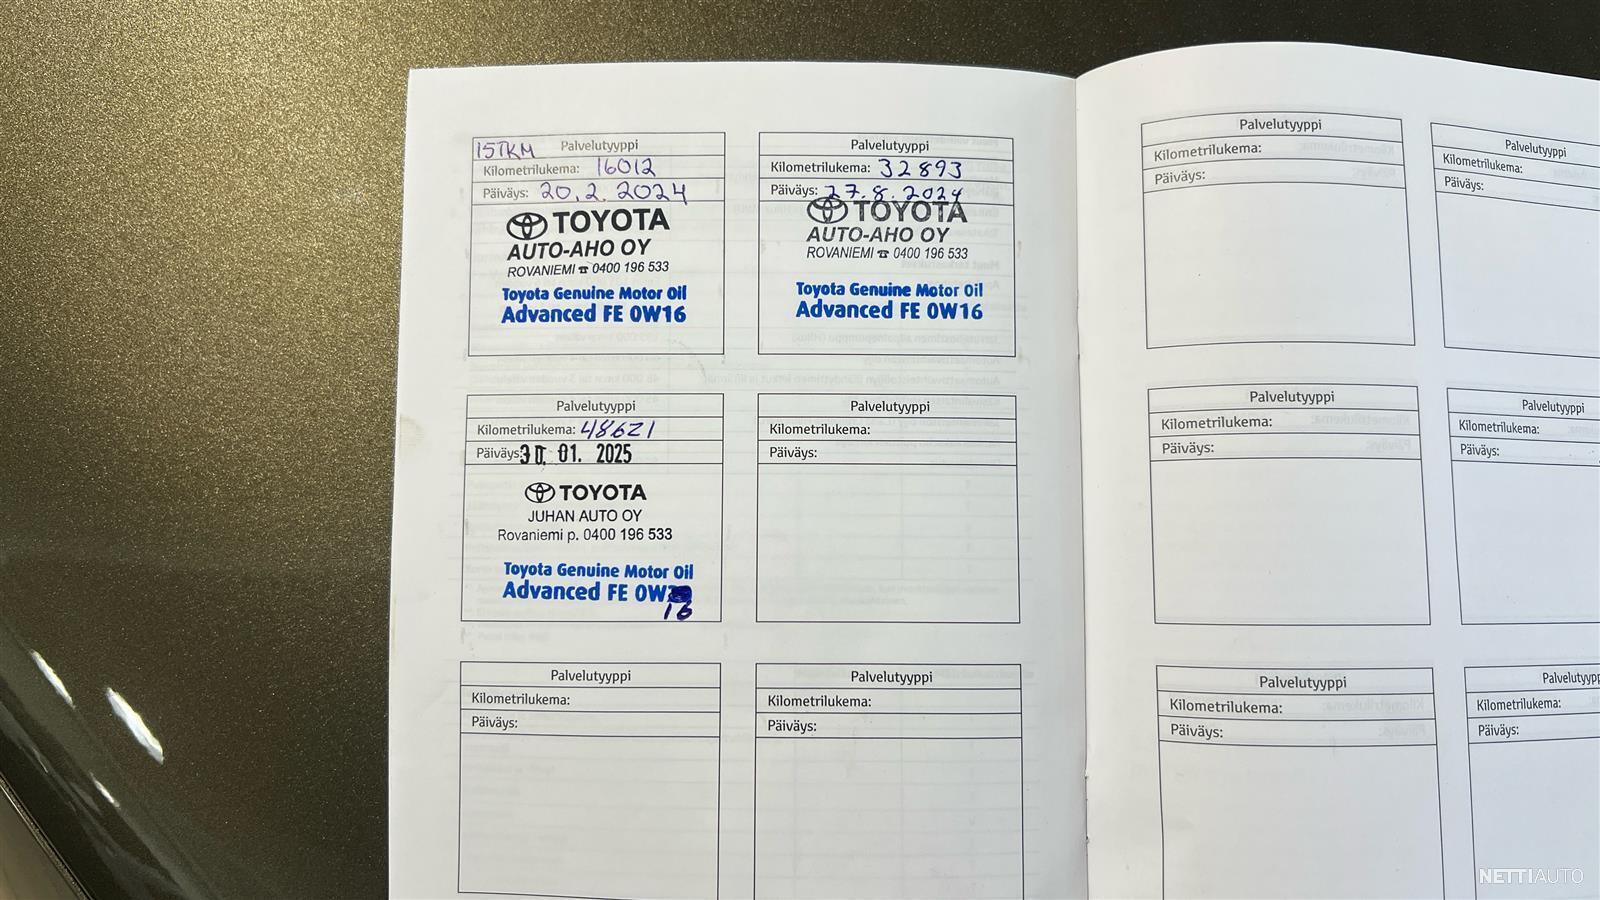 15TKM Palvelutyyppi
Kilometrilukema: 16012
Päiväys: 20.2.2024
TOYOTA
AUTO-AHO OY
ROVANIEMI ☎ 0400 196 533
Toyota Genuine Motor Oil
Advanced FE 0W16
Palvelutyyppi
Kilometrilukema: 32893
Päiväys: 27.8.2024
TOYOTA
AUTO-AHO OY
ROVANIEMI ☎ 0400 196 533
Toyota Genuine Motor Oil
Advanced FE 0W16
Palvelutyyppi
Kilometrilukema: 48621
Päiväys: 30. 01. 2025
TOYOTA
JUHAN AUTO OY
Rovaniemi p. 0400 196 533
Toyota Genuine Motor Oil
Advanced FE 0W
16
Palvelutyyppi
Kilometrilukema:
Päiväys:
Palvelutyyppi
Kilometrilukema:
Päiväys:
Palvelutyyppi
Kilometrilukema:
Päiväys:
Palvelutyyppi
Kilometrilukema:
Päiväys:
Palvelutyyppi
Kilometrilukema:
Päiväys:
Palvelutyyppi
Kilometrilukema:
Päiväys:
Palvelutyyppi
Kilometrilukema:
Päiväys:
Palvelutyyppi
Kilometrilukema:
Päiväys:
Palvelutyypp
Kilometrilukema:
Päiväys:
NETTIAUTO